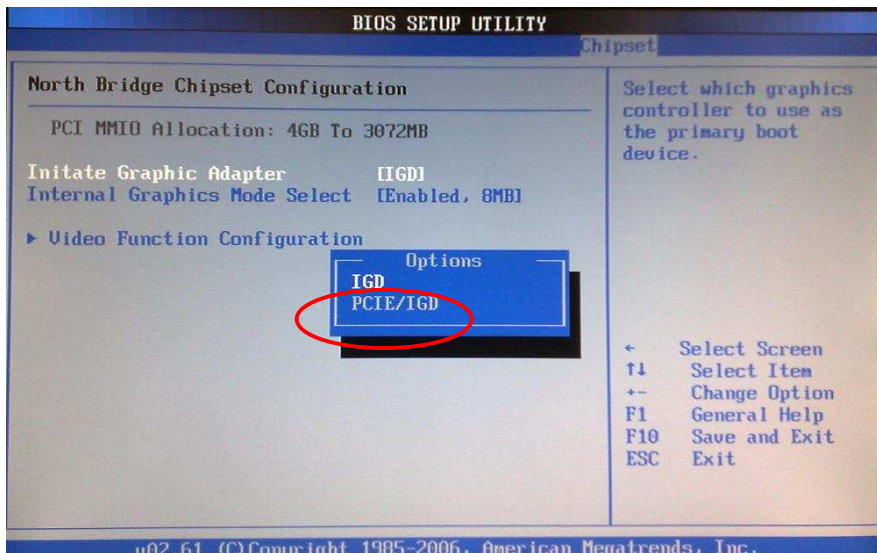 BIOS SETUP UTILITY
Chipset
North Bridge Chipset Configuration
PCI MMIO Allocation: 4GB To 3072MB
Initate Graphic Adapter [IGD]
Internal Graphics Mode Select [Enabled, 8MB]
▶ Video Function Configuration
Options
IGD
PCIE/IGD
Select which graphics
controller to use as
the primary boot
device.
← Select Screen
↑↓ Select Item
+- Change Option
F1 General Help
F10 Save and Exit
ESC Exit
v02.61 (C)Copyright 1985-2006, American Megatrends, Inc.